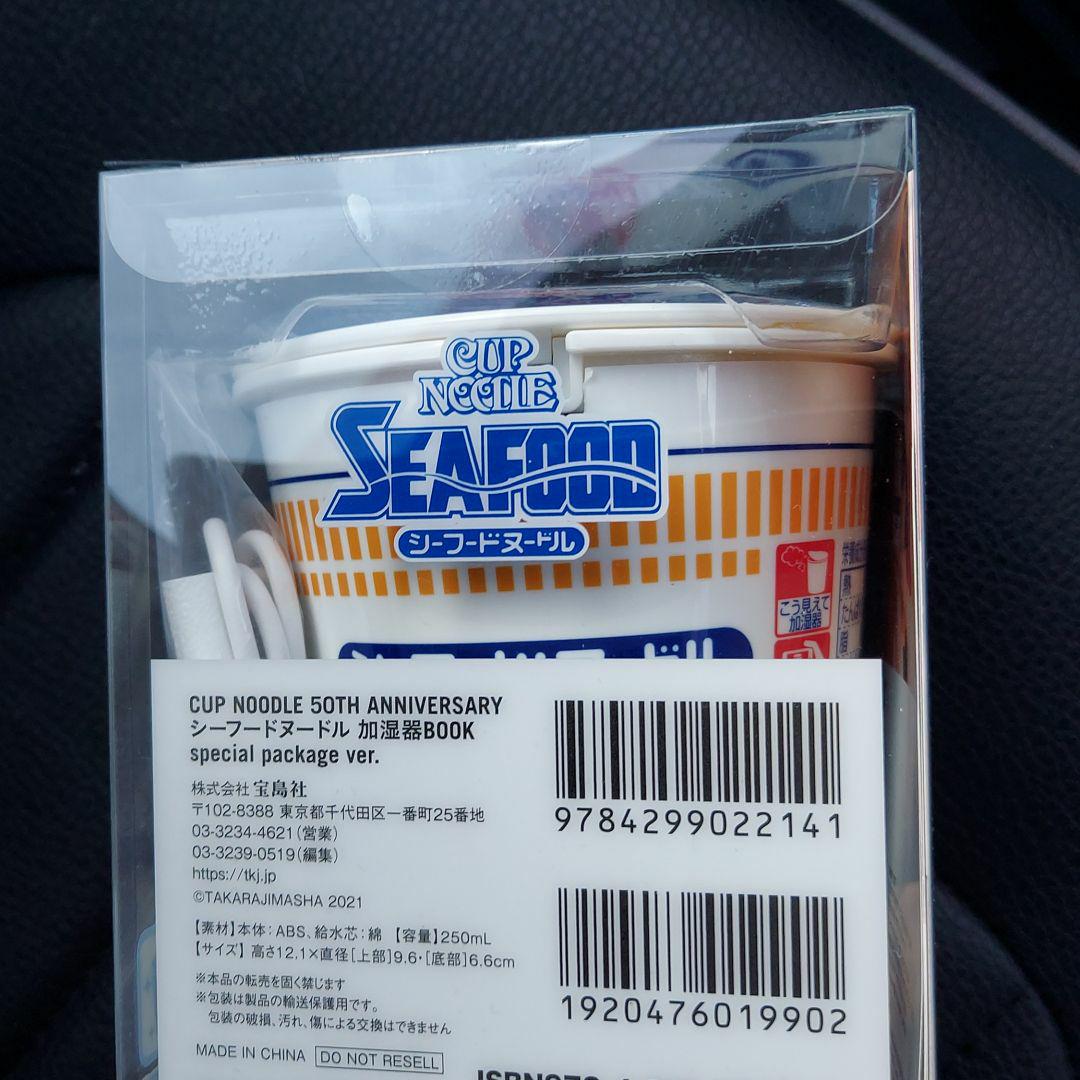 CUP
NOODLE
SEAFOOD
シーフードヌードル
こう見えて
加湿器
熱
たんぱ
脂
CUP NOODLE 50TH ANNIVERSARY
シーフードヌードル 加湿器BOOK
special package ver.
株式会社 宝島社
〒102-8388 東京都千代田区一番町25番地
03-3234-4621(営業)
03-3239-0519(編集)
https://tkj.jp
©TAKARAJIMASHA 2021
【素材】本体:ABS、給水芯:綿 【容量】250mL
【サイズ】高さ12.1×直径[上部]9.6・[底部]6.6cm
※本品の転売を固く禁じます
※包装は製品の輸送保護用です。
包装の破損、汚れ、傷による交換はできません
MADE IN CHINA DO NOT RESELL
9784299022141
1920476019902